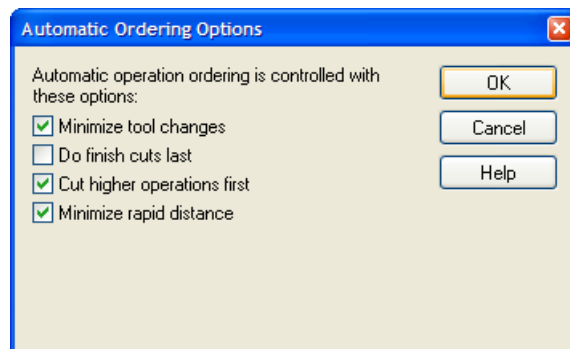 Automatic Ordering Options
Automatic operation ordering is controlled with
these options:
Minimize tool changes
Do finish cuts last
Cut higher operations first
Minimize rapid distance
OK
Cancel
Help